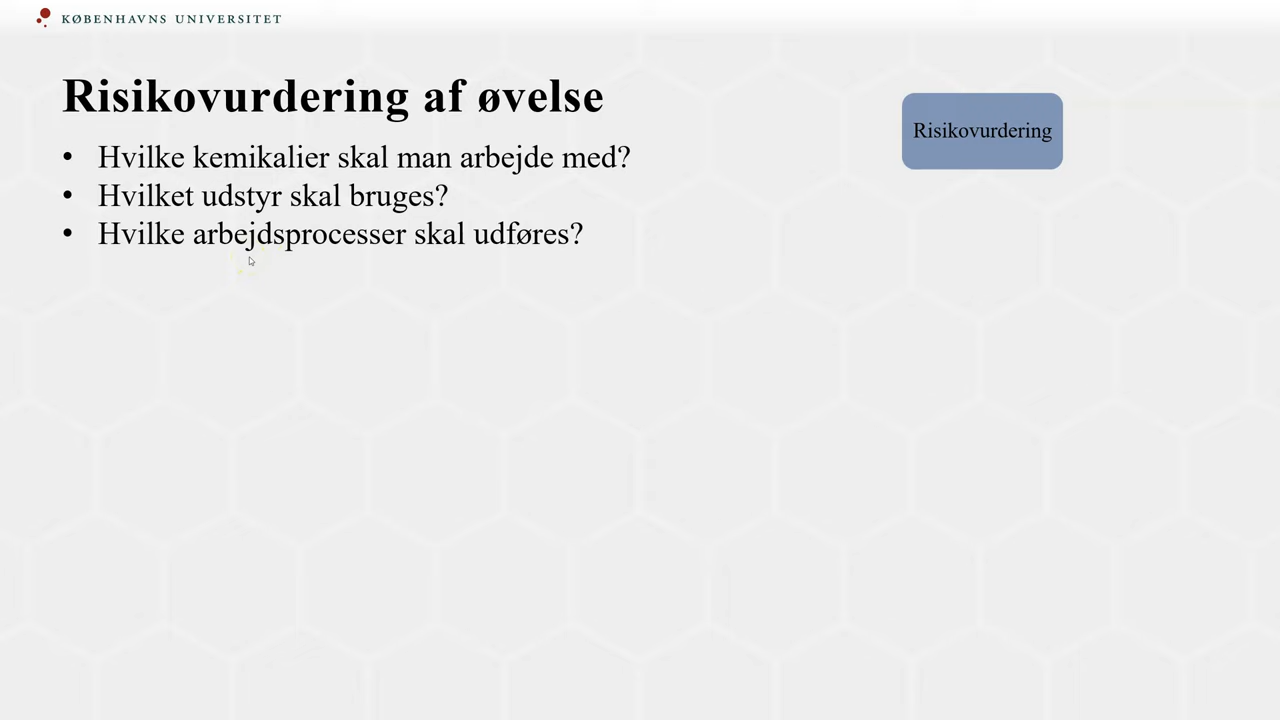 KØBENHAVNS UNIVERSITET
Risikovurdering af øvelse
Risikovurdering
• Hvilke kemikalier skal man arbejde med?
• Hvilket udstyr skal bruges?
• Hvilke arbejdsprocesser skal udføres?